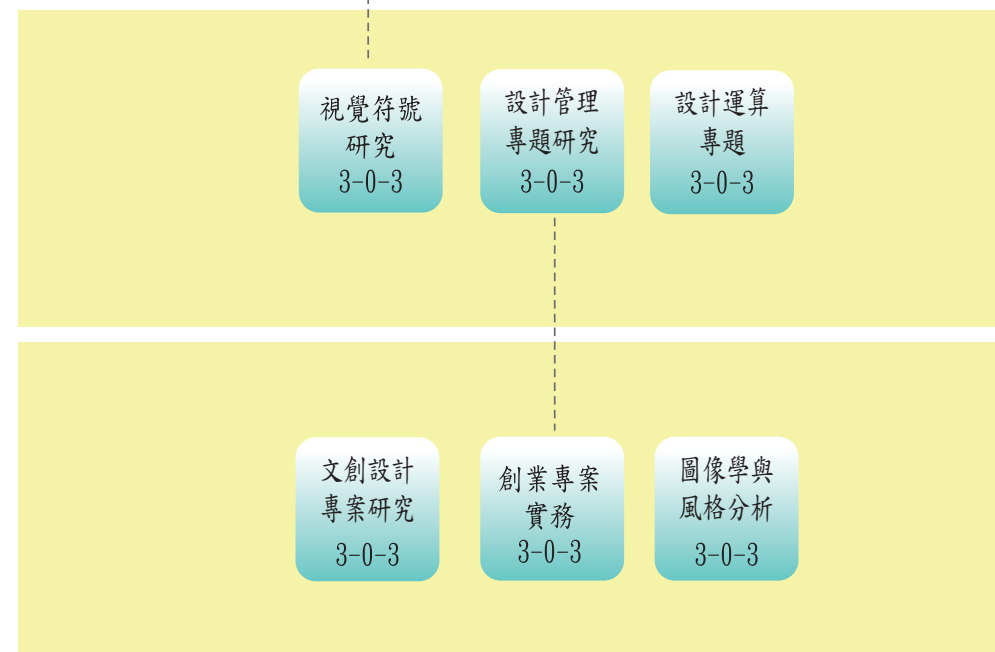 視覺符號
研究
3-0-3
設計管理
專題研究
3-0-3
設計運算
專題
3-0-3
文創設計
專案研究
3-0-3
創業專案
實務
3-0-3
圖像學與
風格分析
3-0-3